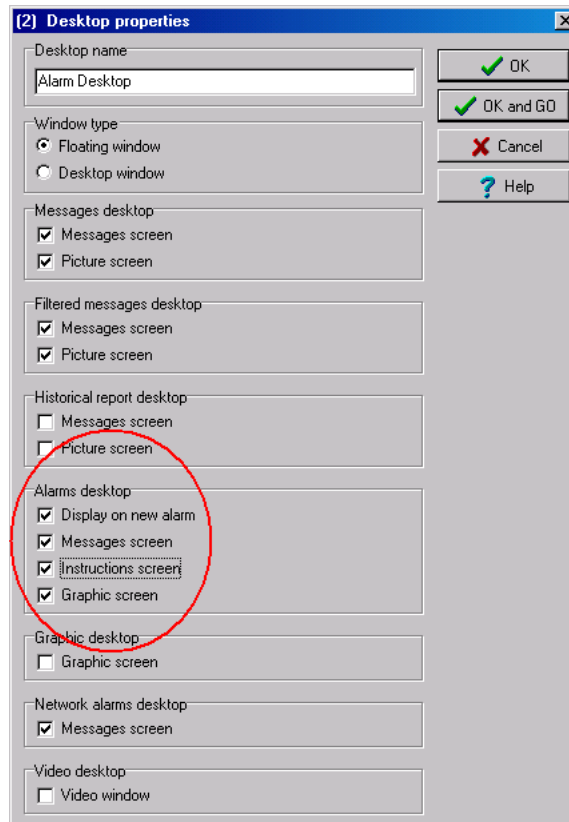 (2) Desktop properties
Desktop name
Alarm Desktop
OK
OK and GO
Cancel
Help
Window type
Floating window
Desktop window
Messages desktop
Messages screen
Picture screen
Filtered messages desktop
Messages screen
Picture screen
Historical report desktop
Messages screen
Picture screen
Alarms desktop
Display on new alarm
Messages screen
Instructions screen
Graphic screen
Graphic desktop
Graphic screen
Network alarms desktop
Messages screen
Video desktop
Video window